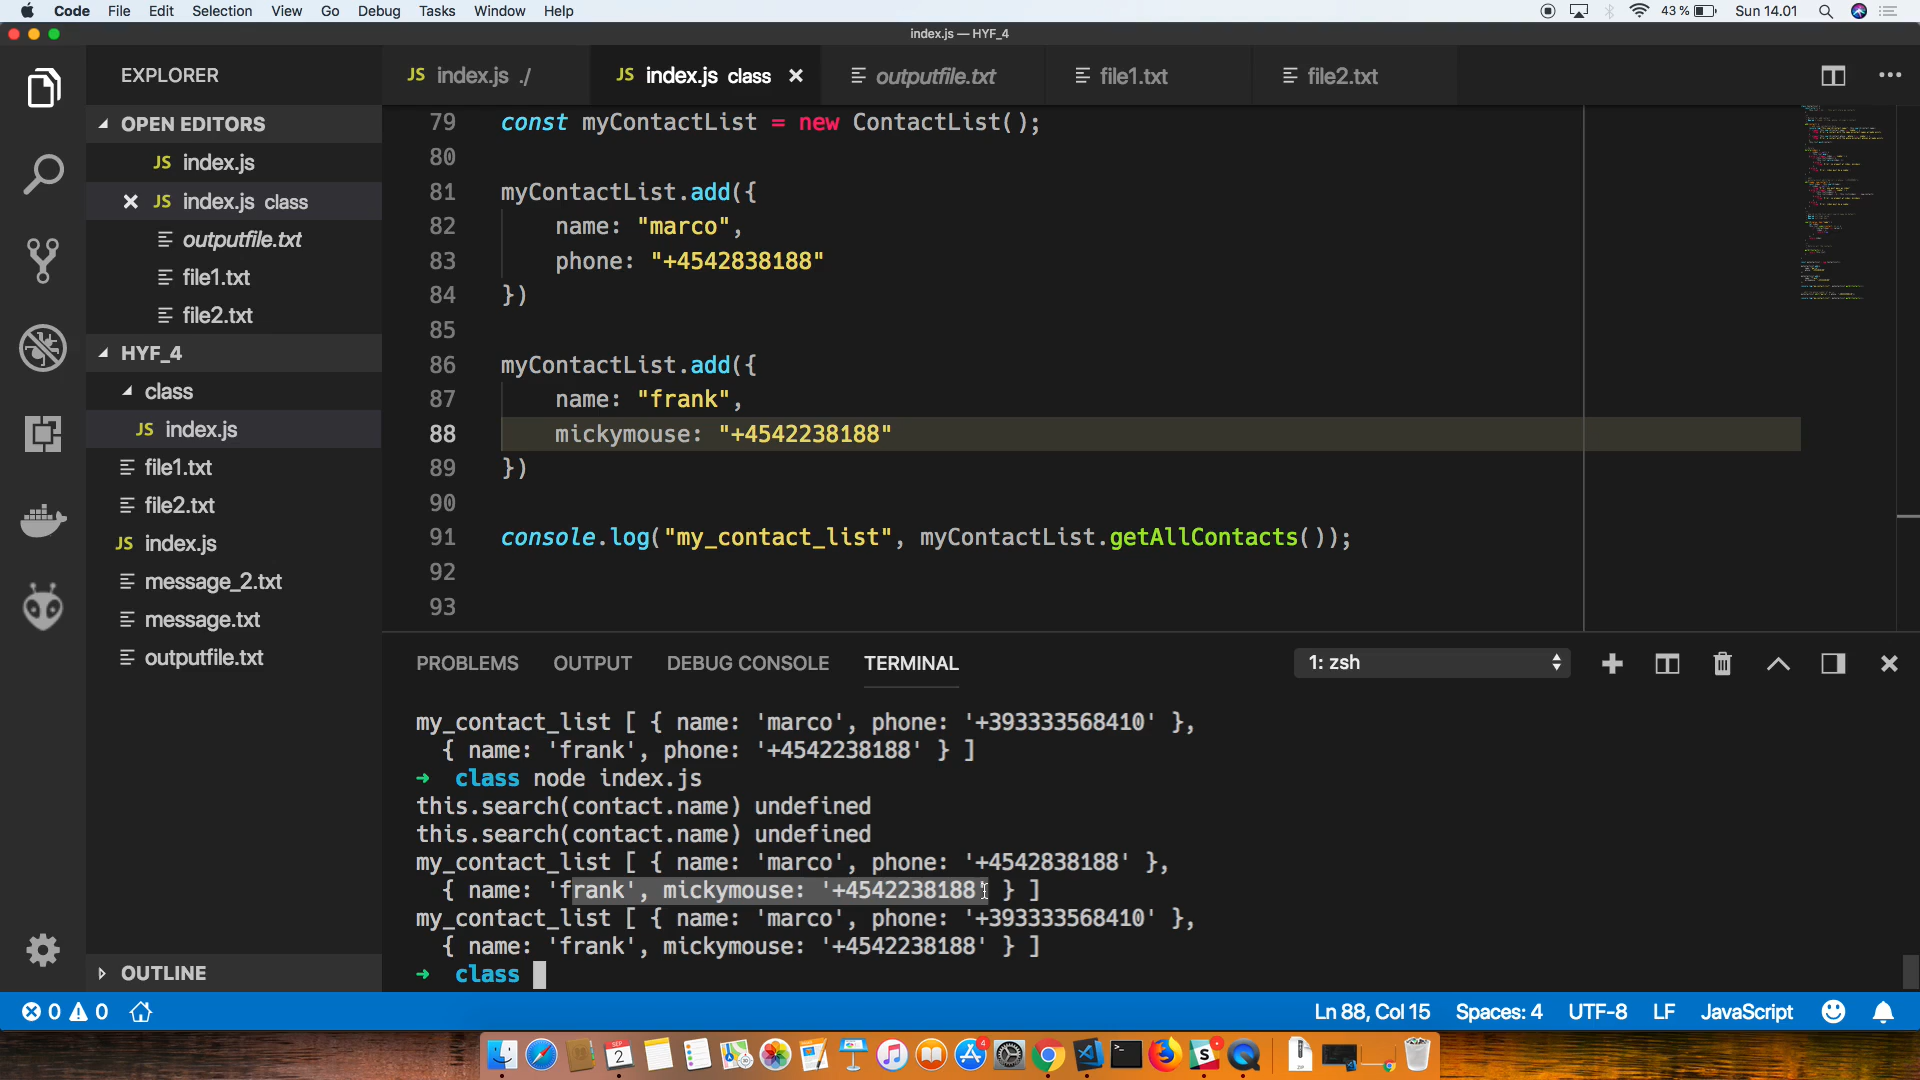 Code File Edit Selection View Go Debug Tasks Window Help 43 % Sun 14.01
index.js — HYF_4
EXPLORER
JS index.js ./
JS index.js class
outputfile.txt
file1.txt
file2.txt
OPEN EDITORS
JS index.js
JS index.js class
outputfile.txt
file1.txt
file2.txt
HYF_4
class
JS index.js
file1.txt
file2.txt
JS index.js
message_2.txt
message.txt
outputfile.txt
OUTLINE
79 const myContactList = new ContactList();
80
81 myContactList.add({
82 name: "marco",
83 phone: "+4542838188"
84 })
85
86 myContactList.add({
87 name: "frank",
88 mickymouse: "+4542238188"
89 })
90
91 console.log("my_contact_list", myContactList.getAllContacts());
92
93
PROBLEMS OUTPUT DEBUG CONSOLE TERMINAL 1: zsh
my_contact_list [ { name: 'marco', phone: '+393333568410' },
{ name: 'frank', phone: '+4542238188' } ]
➜ class node index.js
this.search(contact.name) undefined
this.search(contact.name) undefined
my_contact_list [ { name: 'marco', phone: '+4542838188' },
{ name: 'frank', mickymouse: '+4542238188' } ]
my_contact_list [ { name: 'marco', phone: '+393333568410' },
{ name: 'frank', mickymouse: '+4542238188' } ]
➜ class
0 0 Ln 88, Col 15 Spaces: 4 UTF-8 LF JavaScript
SEP
2
4